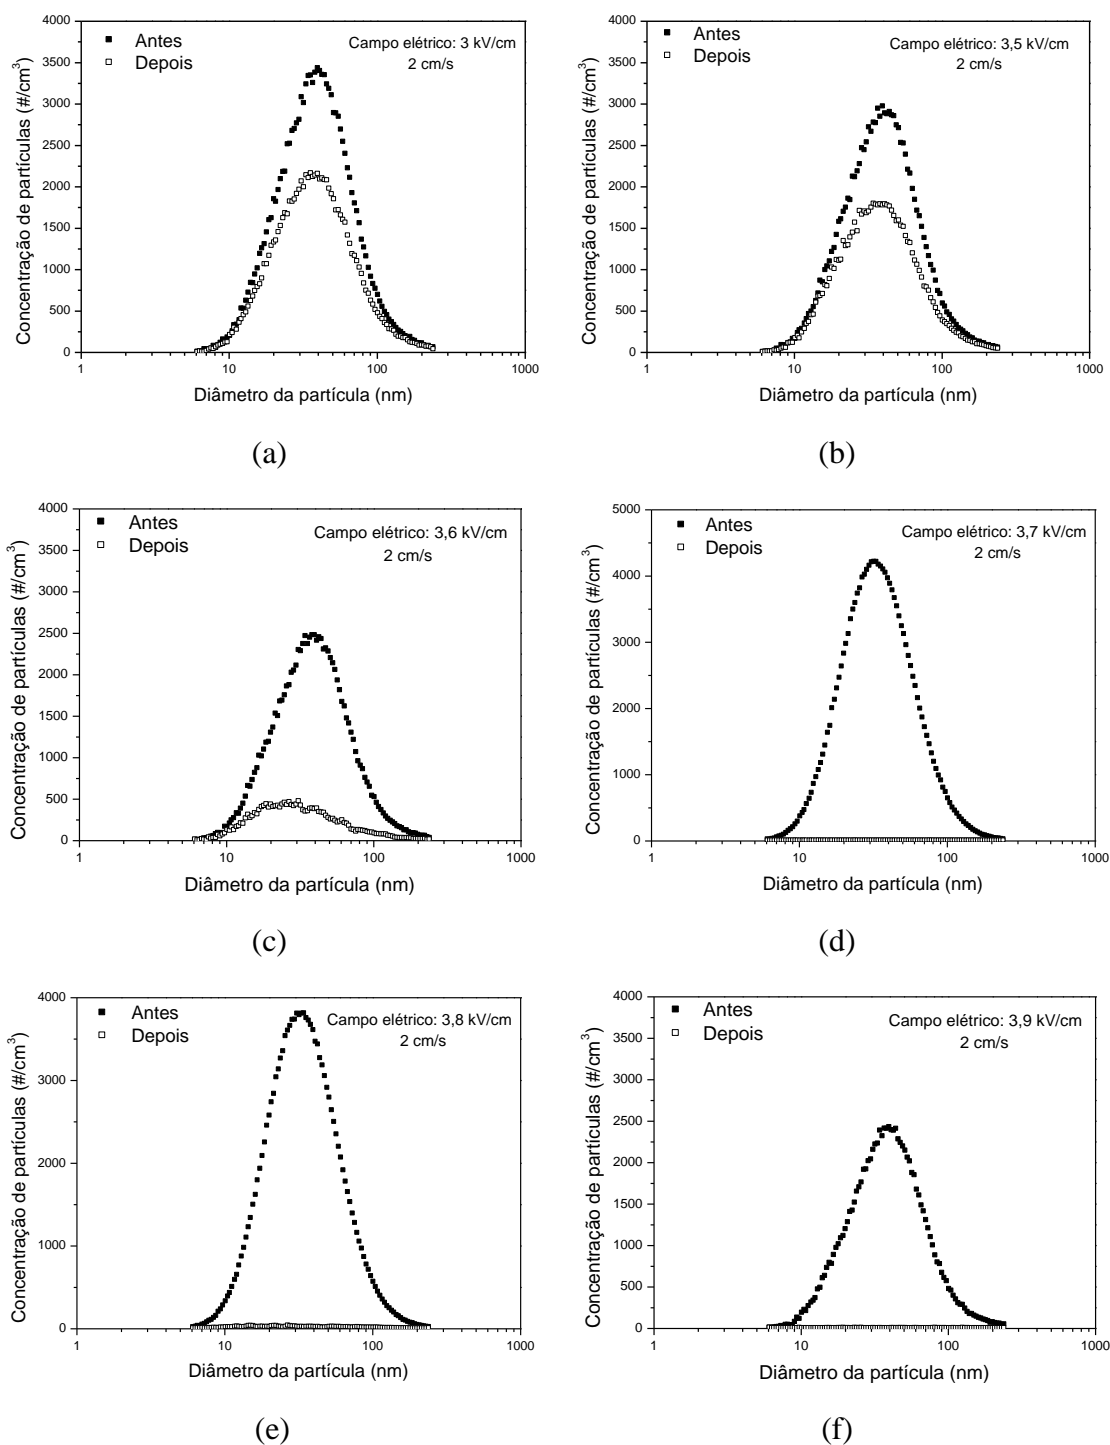 4000
3500
3000
2500
2000
1500
1000
500
0
Concentração de partículas (#/cm³)
Antes
Depois
Campo elétrico: 3 kV/cm
2 cm/s
1 10 100 1000
Diâmetro da partícula (nm)
(a)
4000
3500
3000
2500
2000
1500
1000
500
0
Concentração de partículas (#/cm³)
Antes
Depois
Campo elétrico: 3,5 kV/cm
2 cm/s
1 10 100 1000
Diâmetro da partícula (nm)
(b)
4000
3500
3000
2500
2000
1500
1000
500
0
Concentração de partículas (#/cm³)
Antes
Depois
Campo elétrico: 3,6 kV/cm
2 cm/s
1 10 100 1000
Diâmetro da partícula (nm)
(c)
5000
4000
3000
2000
1000
0
Concentração de partículas (#/cm³)
Antes
Depois
Campo elétrico: 3,7 kV/cm
2 cm/s
1 10 100 1000
Diâmetro da partícula (nm)
(d)
4000
3000
2000
1000
0
Concentração de partículas (#/cm³)
Antes
Depois
Campo elétrico: 3,8 kV/cm
2 cm/s
1 10 100 1000
Diâmetro da partícula (nm)
(e)
4000
3500
3000
2500
2000
1500
1000
500
0
Concentração de partículas (#/cm³)
Antes
Depois
Campo elétrico: 3,9 kV/cm
2 cm/s
1 10 100 1000
Diâmetro da partícula (nm)
(f)